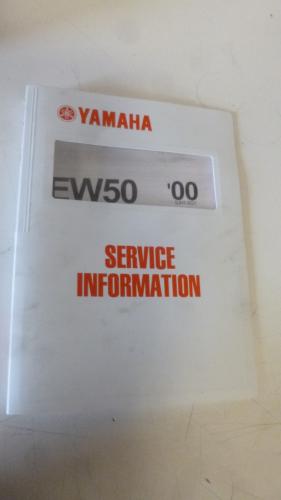 YAMAHA
EW50 '00
SERVICE
INFORMATION